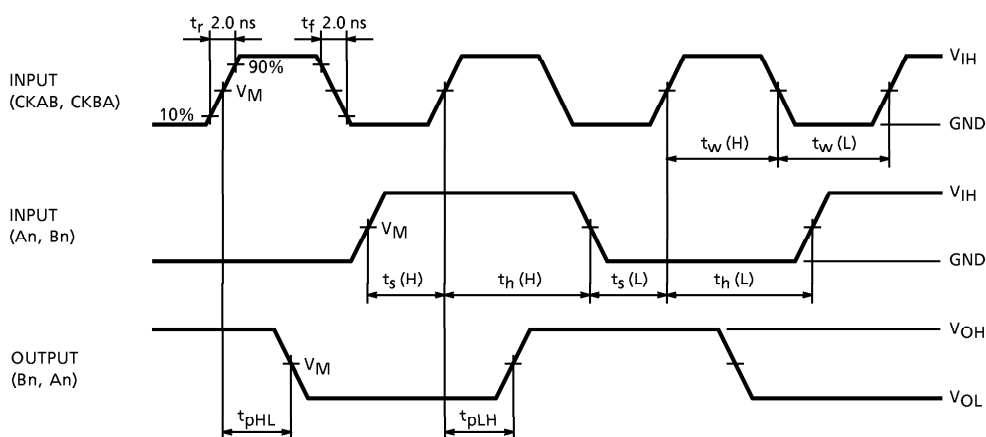 tr 2.0 ns
tf 2.0 ns
INPUT
(CKAB, CKBA)
90%
VM
10%
VIH
GND
tw (H)
tw (L)
INPUT
(An, Bn)
VM
VIH
GND
ts (H)
th (H)
ts (L)
th (L)
OUTPUT
(Bn, An)
VM
VOH
VOL
tpHL
tpLH